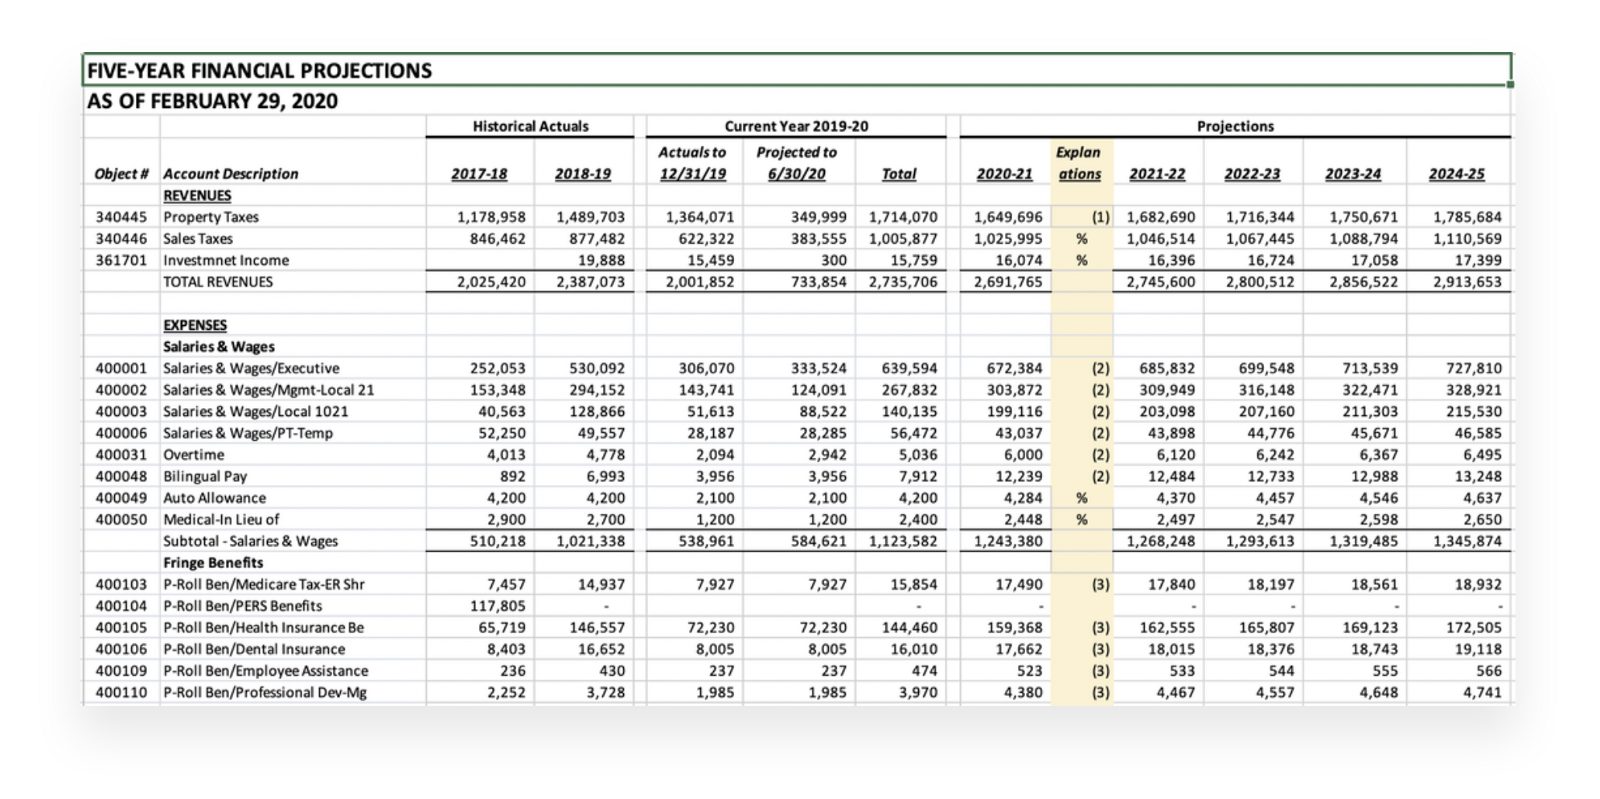 FIVE-YEAR FINANCIAL PROJECTIONS
AS OF FEBRUARY 29, 2020
Historical Actuals Current Year 2019-20 Projections
Actuals to Projected to Explan
Object # Account Description 2017-18 2018-19 12/31/19 6/30/20 Total 2020-21 ations 2021-22 2022-23 2023-24 2024-25
REVENUES
340445 Property Taxes 1,178,958 1,489,703 1,364,071 349,999 1,714,070 1,649,696 (1) 1,682,690 1,716,344 1,750,671 1,785,684
340446 Sales Taxes 846,462 877,482 622,322 383,555 1,005,877 1,025,995 % 1,046,514 1,067,445 1,088,794 1,110,569
361701 Investmnet Income 19,888 15,459 300 15,759 16,074 % 16,396 16,724 17,058 17,399
TOTAL REVENUES 2,025,420 2,387,073 2,001,852 733,854 2,735,706 2,691,765 2,745,600 2,800,512 2,856,522 2,913,653
EXPENSES
Salaries & Wages
400001 Salaries & Wages/Executive 252,053 530,092 306,070 333,524 639,594 672,384 (2) 685,832 699,548 713,539 727,810
400002 Salaries & Wages/Mgmt-Local 21 153,348 294,152 143,741 124,091 267,832 303,872 (2) 309,949 316,148 322,471 328,921
400003 Salaries & Wages/Local 1021 40,563 128,866 51,613 88,522 140,135 199,116 (2) 203,098 207,160 211,303 215,530
400006 Salaries & Wages/PT-Temp 52,250 49,557 28,187 28,285 56,472 43,037 (2) 43,898 44,776 45,671 46,585
400031 Overtime 4,013 4,778 2,094 2,942 5,036 6,000 (2) 6,120 6,242 6,367 6,495
400048 Bilingual Pay 892 6,993 3,956 3,956 7,912 12,239 (2) 12,484 12,733 12,988 13,248
400049 Auto Allowance 4,200 4,200 2,100 2,100 4,200 4,284 % 4,370 4,457 4,546 4,637
400050 Medical-In Lieu of 2,900 2,700 1,200 1,200 2,400 2,448 % 2,497 2,547 2,598 2,650
Subtotal - Salaries & Wages 510,218 1,021,338 538,961 584,621 1,123,582 1,243,380 1,268,248 1,293,613 1,319,485 1,345,874
Fringe Benefits
400103 P-Roll Ben/Medicare Tax-ER Shr 7,457 14,937 7,927 7,927 15,854 17,490 (3) 17,840 18,197 18,561 18,932
400104 P-Roll Ben/PERS Benefits 117,805 - - - - - - -
400105 P-Roll Ben/Health Insurance Be 65,719 146,557 72,230 72,230 144,460 159,368 (3) 162,555 165,807 169,123 172,505
400106 P-Roll Ben/Dental Insurance 8,403 16,652 8,005 8,005 16,010 17,662 (3) 18,015 18,376 18,743 19,118
400109 P-Roll Ben/Employee Assistance 236 430 237 237 474 523 (3) 533 544 555 566
400110 P-Roll Ben/Professional Dev-Mg 2,252 3,728 1,985 1,985 3,970 4,380 (3) 4,467 4,557 4,648 4,741